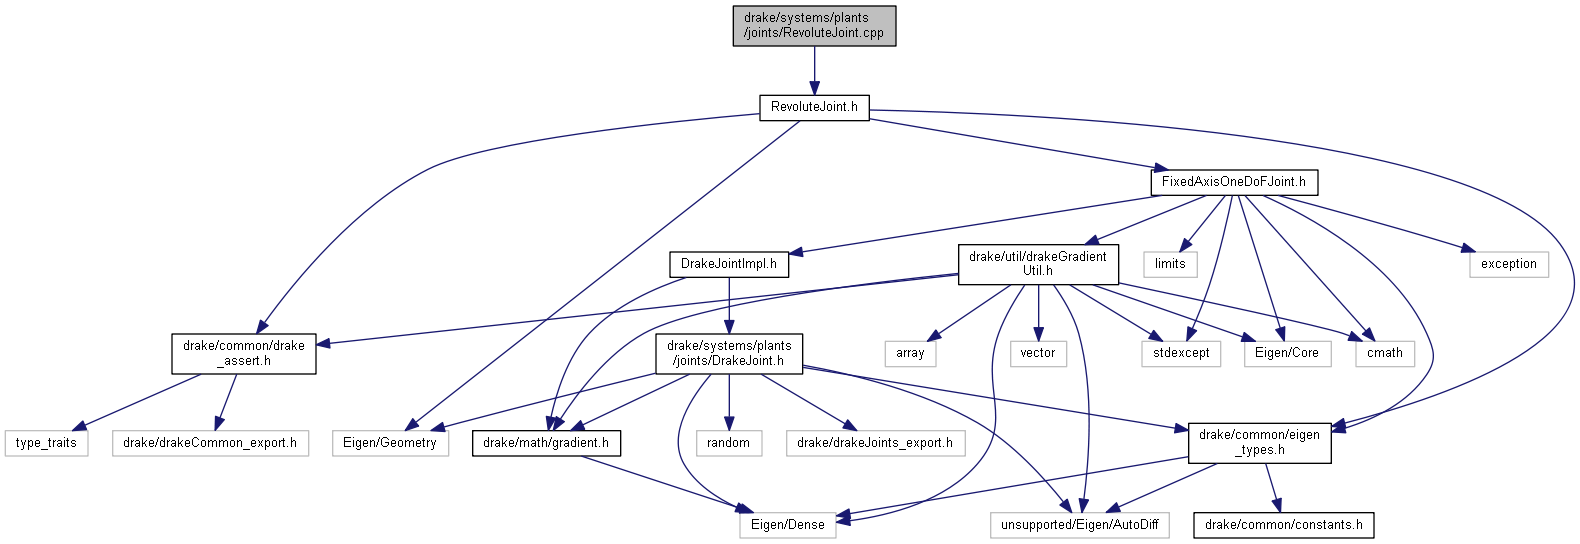 drake/systems/plants
/joints/RevoluteJoint.cpp
RevoluteJoint.h
FixedAxisOneDoFJoint.h
DrakeJointImpl.h
drake/util/drakeGradient
Util.h
limits
exception
drake/common/drake
_assert.h
drake/systems/plants
/joints/DrakeJoint.h
array
vector
stdexcept
Eigen/Core
cmath
type_traits
drake/drakeCommon_export.h
Eigen/Geometry
drake/math/gradient.h
random
drake/drakeJoints_export.h
drake/common/eigen
_types.h
Eigen/Dense
unsupported/Eigen/AutoDiff
drake/common/constants.h